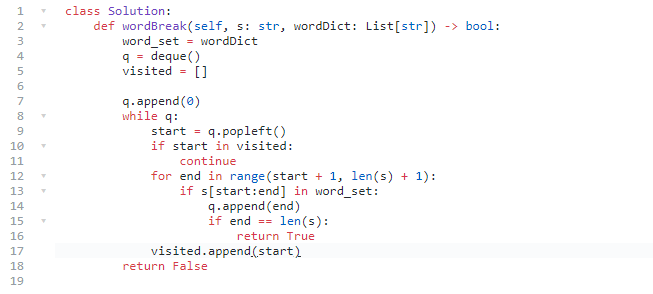 1 class Solution:
2     def wordBreak(self, s: str, wordDict: List[str]) -> bool:
3         word_set = wordDict
4         q = deque()
5         visited = []
6
7         q.append(0)
8         while q:
9             start = q.popleft()
10             if start in visited:
11                 continue
12             for end in range(start + 1, len(s) + 1):
13                 if s[start:end] in word_set:
14                     q.append(end)
15                     if end == len(s):
16                         return True
17             visited.append(start)
18         return False
19